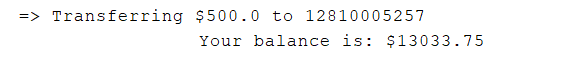 => Transferring $500.0 to 12810005257
Your balance is: $13033.75